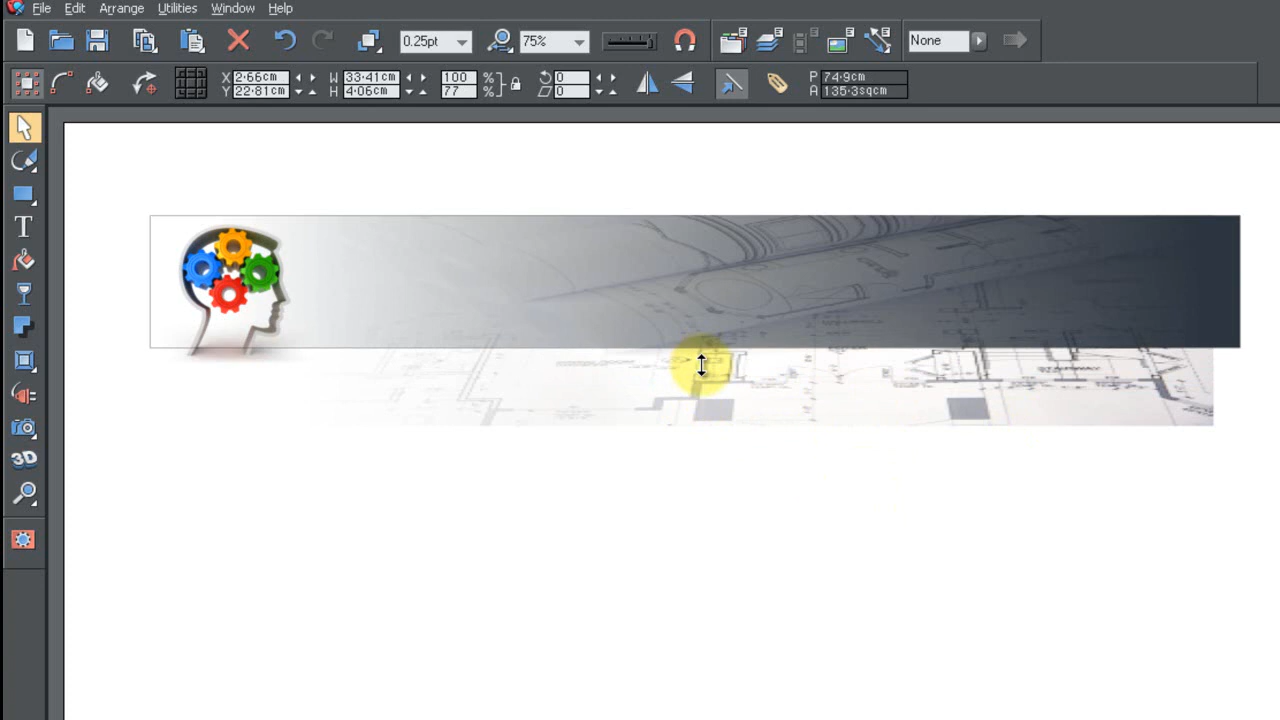 File Edit Arrange Utilities Window Help
0.25pt 75% None
X 2.66cm W 33.41cm 100 % 0 P 74.9cm
Y 22.81cm H 4.06cm 77 % 0 A 135.3sqcm
T
3D